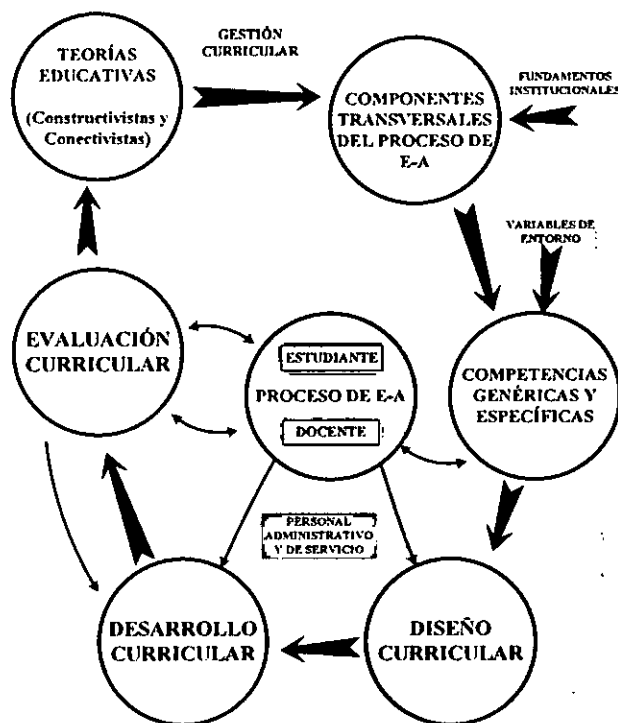 TEORÍAS
EDUCATIVAS
(Constructivistas y
Conectivistas)
GESTIÓN
CURRICULAR
COMPONENTES
TRANSVERSALES
DEL PROCESO DE
E-A
FUNDAMENTOS
INSTITUCIONALES
VARIABLES DE
ENTORNO
EVALUACIÓN
CURRICULAR
ESTUDIANTE
PROCESO DE E-A
DOCENTE
COMPETENCIAS
GENÉRICAS Y
ESPECÍFICAS
PERSONAL
ADMINISTRATIVO
Y DE SERVICIO
DESARROLLO
CURRICULAR
DISEÑO
CURRICULAR